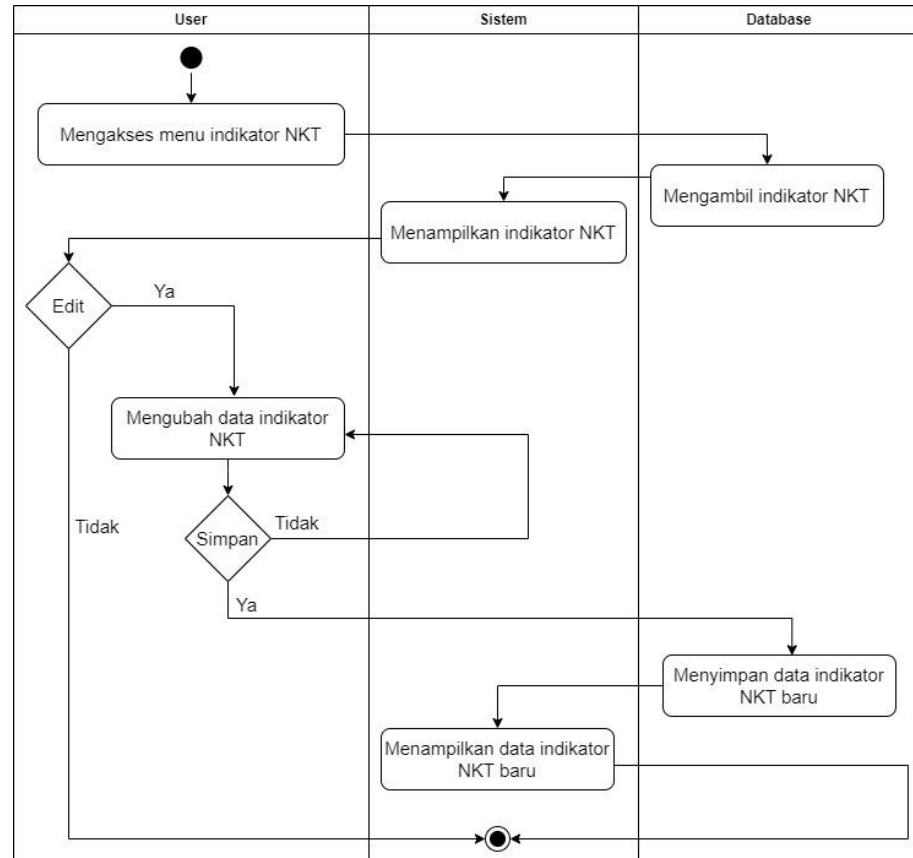 User
Sistem
Database
Mengakses menu indikator NKT
Mengambil indikator NKT
Menampilkan indikator NKT
Edit
Ya
Mengubah data indikator
NKT
Tidak
Simpan
Tidak
Ya
Menyimpan data indikator
NKT baru
Menampilkan data indikator
NKT baru